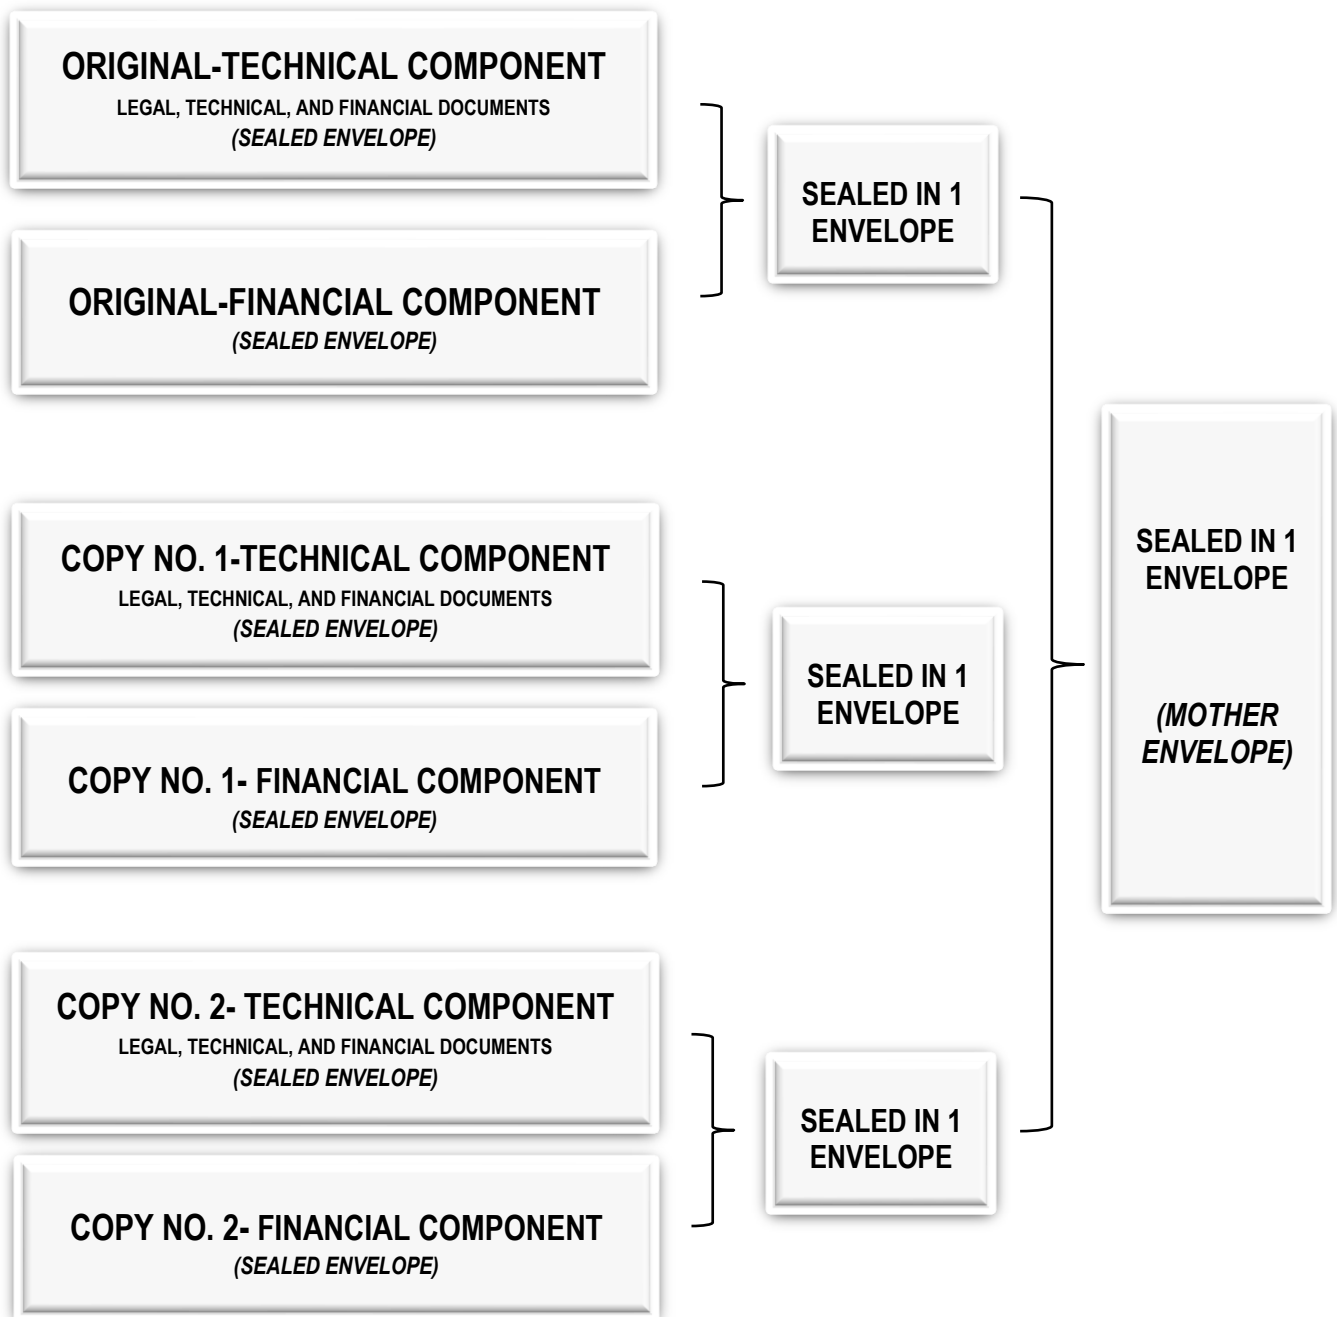 ORIGINAL-TECHNICAL COMPONENT
LEGAL, TECHNICAL, AND FINANCIAL DOCUMENTS
(SEALED ENVELOPE)
ORIGINAL-FINANCIAL COMPONENT
(SEALED ENVELOPE)
SEALED IN 1
ENVELOPE
COPY NO. 1-TECHNICAL COMPONENT
LEGAL, TECHNICAL, AND FINANCIAL DOCUMENTS
(SEALED ENVELOPE)
COPY NO. 1- FINANCIAL COMPONENT
(SEALED ENVELOPE)
SEALED IN 1
ENVELOPE
COPY NO. 2- TECHNICAL COMPONENT
LEGAL, TECHNICAL, AND FINANCIAL DOCUMENTS
(SEALED ENVELOPE)
COPY NO. 2- FINANCIAL COMPONENT
(SEALED ENVELOPE)
SEALED IN 1
ENVELOPE
SEALED IN 1
ENVELOPE
(MOTHER
ENVELOPE)